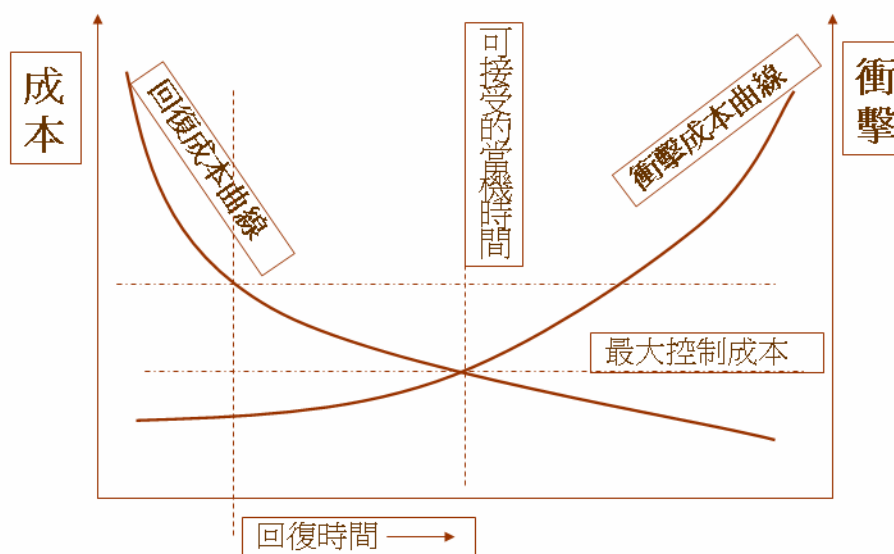 成本
回復成本曲線
可接受的當機時間
衝擊成本曲線
衝擊
最大控制成本
回復時間